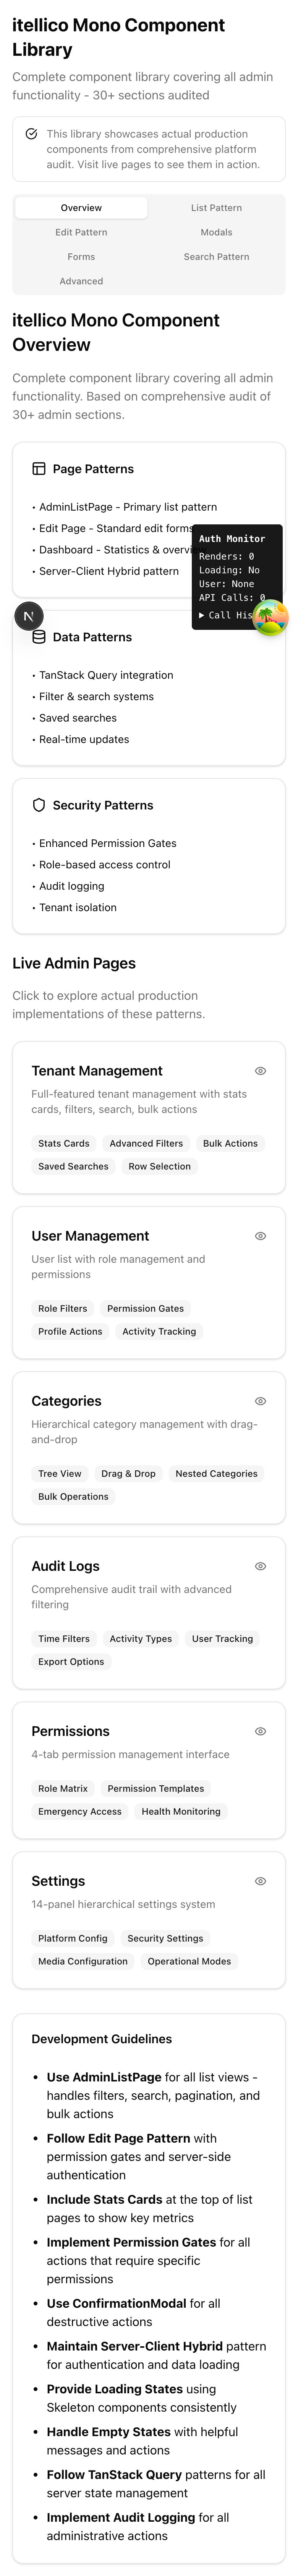 itellico Mono Component
Library
Complete component library covering all admin
functionality - 30+ sections audited
This library showcases actual production
components from comprehensive platform
audit. Visit live pages to see them in action.
Overview
List Pattern
Edit Pattern
Modals
Forms
Search Pattern
Advanced
itellico Mono Component
Overview
Complete component library covering all admin
functionality. Based on comprehensive audit of
30+ admin sections.
Page Patterns
• AdminListPage - Primary list pattern
• Edit Page - Standard edit forms
• Dashboard - Statistics & overview
• Server-Client Hybrid pattern
Auth Monitor
Renders: 0
Loading: No
User: None
API Calls: 0
▶ Call His
N
Data Patterns
• TanStack Query integration
• Filter & search systems
• Saved searches
• Real-time updates
Security Patterns
• Enhanced Permission Gates
• Role-based access control
• Audit logging
• Tenant isolation
Live Admin Pages
Click to explore actual production
implementations of these patterns.
Tenant Management
Full-featured tenant management with stats
cards, filters, search, bulk actions
Stats Cards
Advanced Filters
Bulk Actions
Saved Searches
Row Selection
User Management
User list with role management and
permissions
Role Filters
Permission Gates
Profile Actions
Activity Tracking
Categories
Hierarchical category management with drag-
and-drop
Tree View
Drag & Drop
Nested Categories
Bulk Operations
Audit Logs
Comprehensive audit trail with advanced
filtering
Time Filters
Activity Types
User Tracking
Export Options
Permissions
4-tab permission management interface
Role Matrix
Permission Templates
Emergency Access
Health Monitoring
Settings
14-panel hierarchical settings system
Platform Config
Security Settings
Media Configuration
Operational Modes
Development Guidelines
• Use AdminListPage for all list views -
handles filters, search, pagination, and
bulk actions
• Follow Edit Page Pattern with
permission gates and server-side
authentication
• Include Stats Cards at the top of list
pages to show key metrics
• Implement Permission Gates for all
actions that require specific
permissions
• Use ConfirmationModal for all
destructive actions
• Maintain Server-Client Hybrid pattern
for authentication and data loading
• Provide Loading States using
Skeleton components consistently
• Handle Empty States with helpful
messages and actions
• Follow TanStack Query patterns for all
server state management
• Implement Audit Logging for all
administrative actions